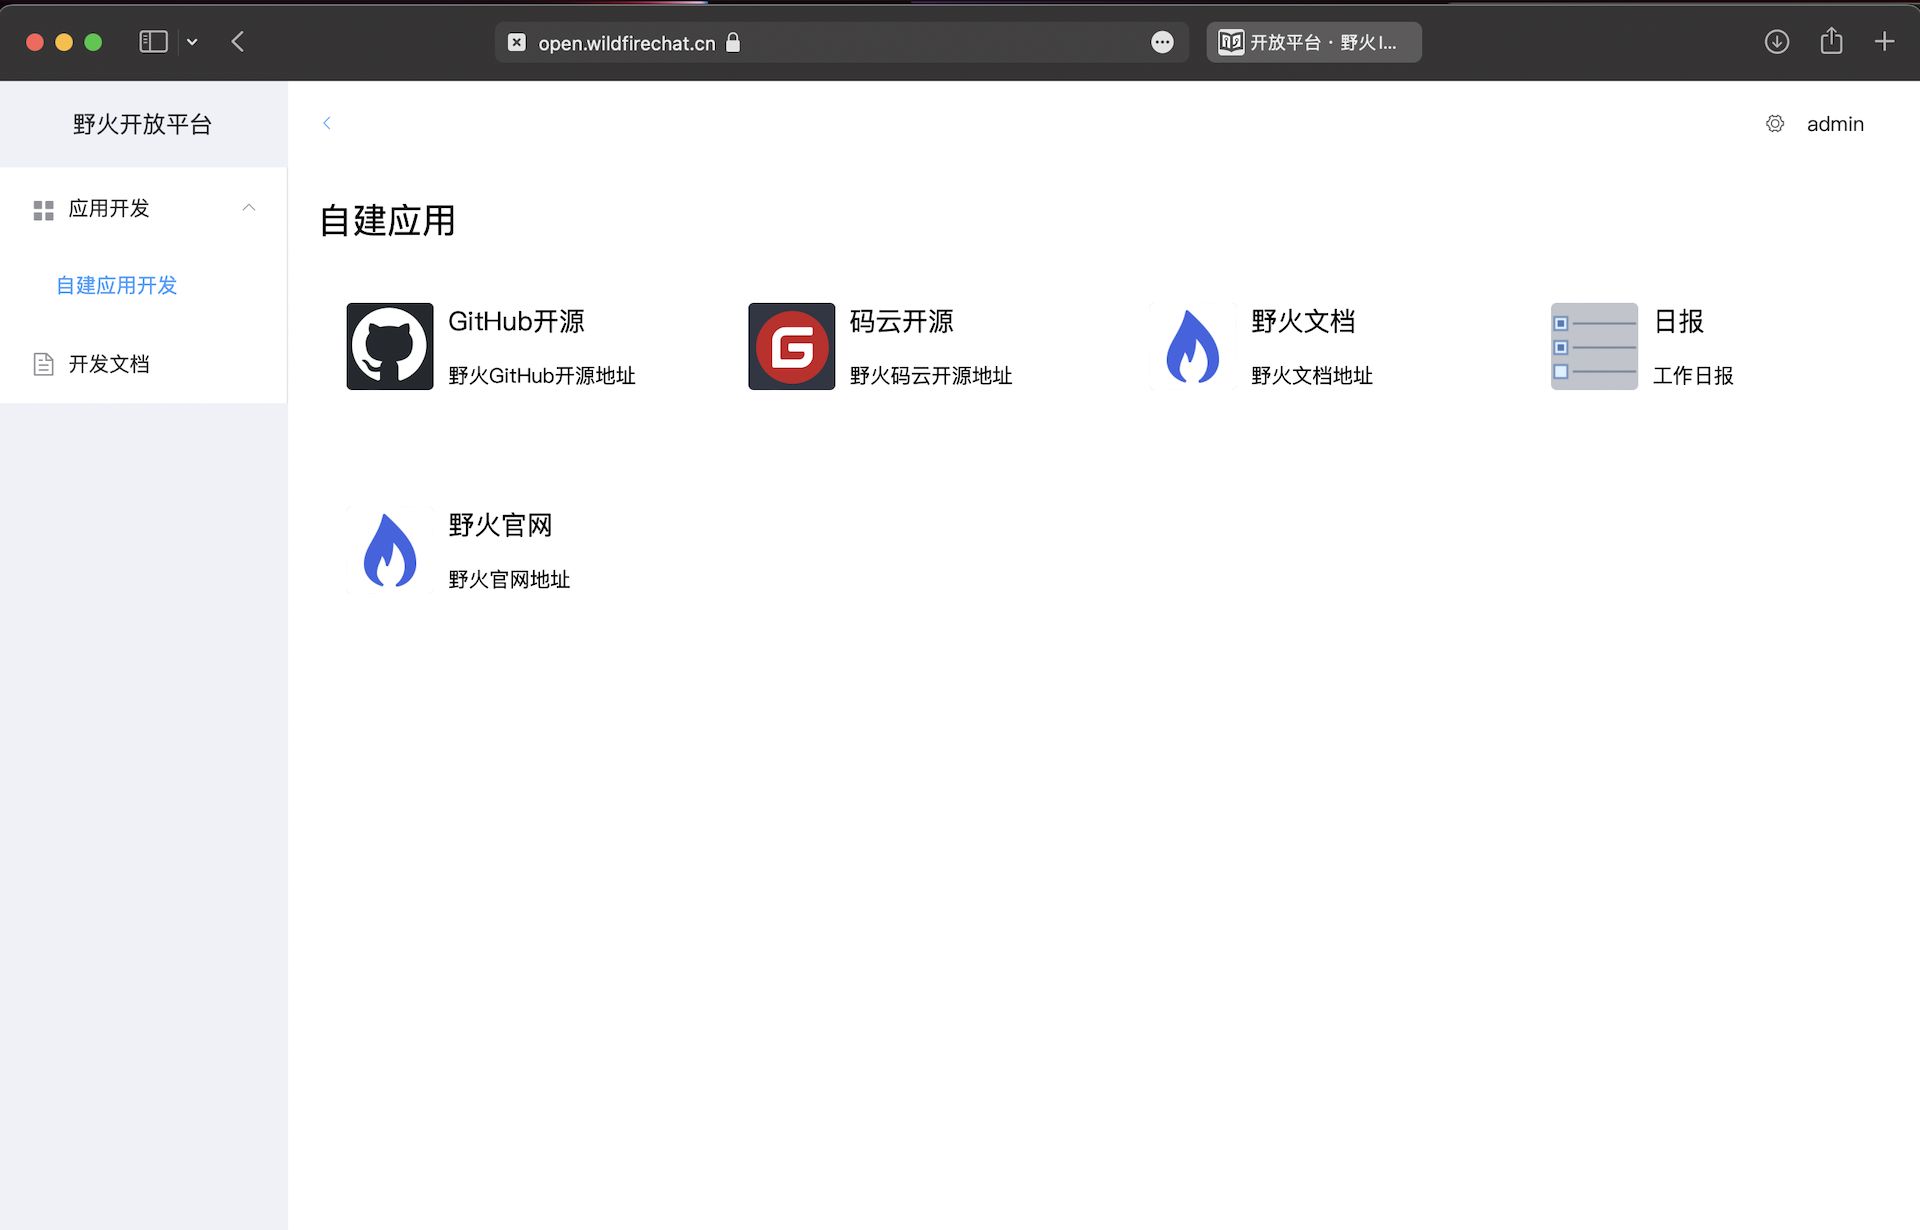 open.wildfirechat.cn
开放平台 · 野火 I...
野火开放平台
admin
应用开发
自建应用开发
开发文档
自建应用
GitHub开源
野火GitHub开源地址
码云开源
野火码云开源地址
野火文档
野火文档地址
日报
工作日报
野火官网
野火官网地址